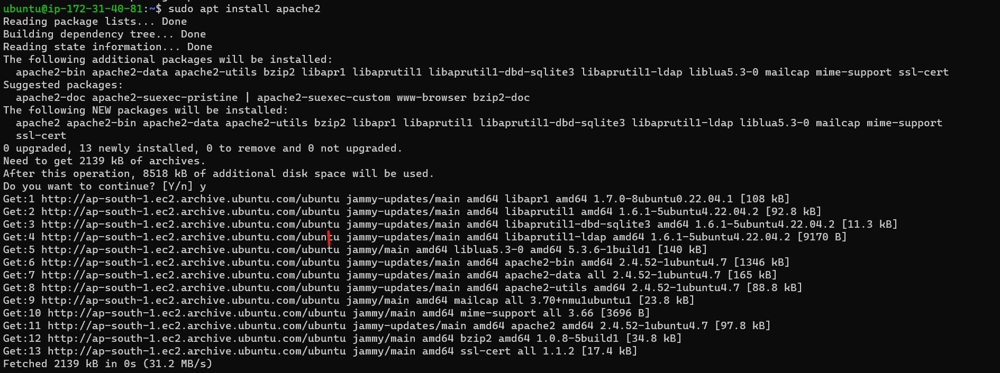 ubuntu@ip-172-31-40-81:~$ sudo apt install apache2
Reading package lists... Done
Building dependency tree... Done
Reading state information... Done
The following additional packages will be installed:
  apache2-bin apache2-data apache2-utils bzip2 libapr1 libaprutil1 libaprutil1-dbd-sqlite3 libaprutil1-ldap liblua5.3-0 mailcap mime-support ssl-cert
Suggested packages:
  apache2-doc apache2-suexec-pristine | apache2-suexec-custom www-browser bzip2-doc
The following NEW packages will be installed:
  apache2 apache2-bin apache2-data apache2-utils bzip2 libapr1 libaprutil1 libaprutil1-dbd-sqlite3 libaprutil1-ldap liblua5.3-0 mailcap mime-support
  ssl-cert
0 upgraded, 13 newly installed, 0 to remove and 0 not upgraded.
Need to get 2139 kB of archives.
After this operation, 8518 kB of additional disk space will be used.
Do you want to continue? [Y/n] y
Get:1 http://ap-south-1.ec2.archive.ubuntu.com/ubuntu jammy-updates/main amd64 libapr1 amd64 1.7.0-8ubuntu0.22.04.1 [108 kB]
Get:2 http://ap-south-1.ec2.archive.ubuntu.com/ubuntu jammy-updates/main amd64 libaprutil1 amd64 1.6.1-5ubuntu4.22.04.2 [92.8 kB]
Get:3 http://ap-south-1.ec2.archive.ubuntu.com/ubuntu jammy-updates/main amd64 libaprutil1-dbd-sqlite3 amd64 1.6.1-5ubuntu4.22.04.2 [11.3 kB]
Get:4 http://ap-south-1.ec2.archive.ubuntu.com/ubuntu jammy-updates/main amd64 libaprutil1-ldap amd64 1.6.1-5ubuntu4.22.04.2 [9170 B]
Get:5 http://ap-south-1.ec2.archive.ubuntu.com/ubuntu jammy/main amd64 liblua5.3-0 amd64 5.3.6-1build1 [140 kB]
Get:6 http://ap-south-1.ec2.archive.ubuntu.com/ubuntu jammy-updates/main amd64 apache2-bin amd64 2.4.52-1ubuntu4.7 [1346 kB]
Get:7 http://ap-south-1.ec2.archive.ubuntu.com/ubuntu jammy-updates/main amd64 apache2-data all 2.4.52-1ubuntu4.7 [165 kB]
Get:8 http://ap-south-1.ec2.archive.ubuntu.com/ubuntu jammy-updates/main amd64 apache2-utils amd64 2.4.52-1ubuntu4.7 [88.8 kB]
Get:9 http://ap-south-1.ec2.archive.ubuntu.com/ubuntu jammy/main amd64 mailcap all 3.70+nmu1ubuntu1 [23.8 kB]
Get:10 http://ap-south-1.ec2.archive.ubuntu.com/ubuntu jammy/main amd64 mime-support all 3.66 [3696 B]
Get:11 http://ap-south-1.ec2.archive.ubuntu.com/ubuntu jammy-updates/main amd64 apache2 amd64 2.4.52-1ubuntu4.7 [97.8 kB]
Get:12 http://ap-south-1.ec2.archive.ubuntu.com/ubuntu jammy/main amd64 bzip2 amd64 1.0.8-5build1 [34.8 kB]
Get:13 http://ap-south-1.ec2.archive.ubuntu.com/ubuntu jammy/main amd64 ssl-cert all 1.1.2 [17.4 kB]
Fetched 2139 kB in 0s (31.2 MB/s)